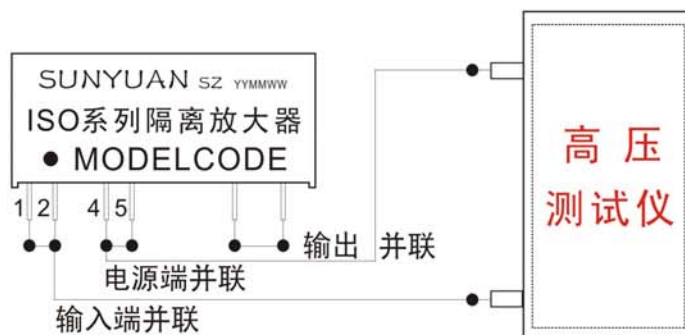 SUNYUAN SZ YYMMWW
ISO系列隔离放大器
● MODELCODE
1 2 4 5
输出 并联
电源端并联
输入端并联
高压
测试仪